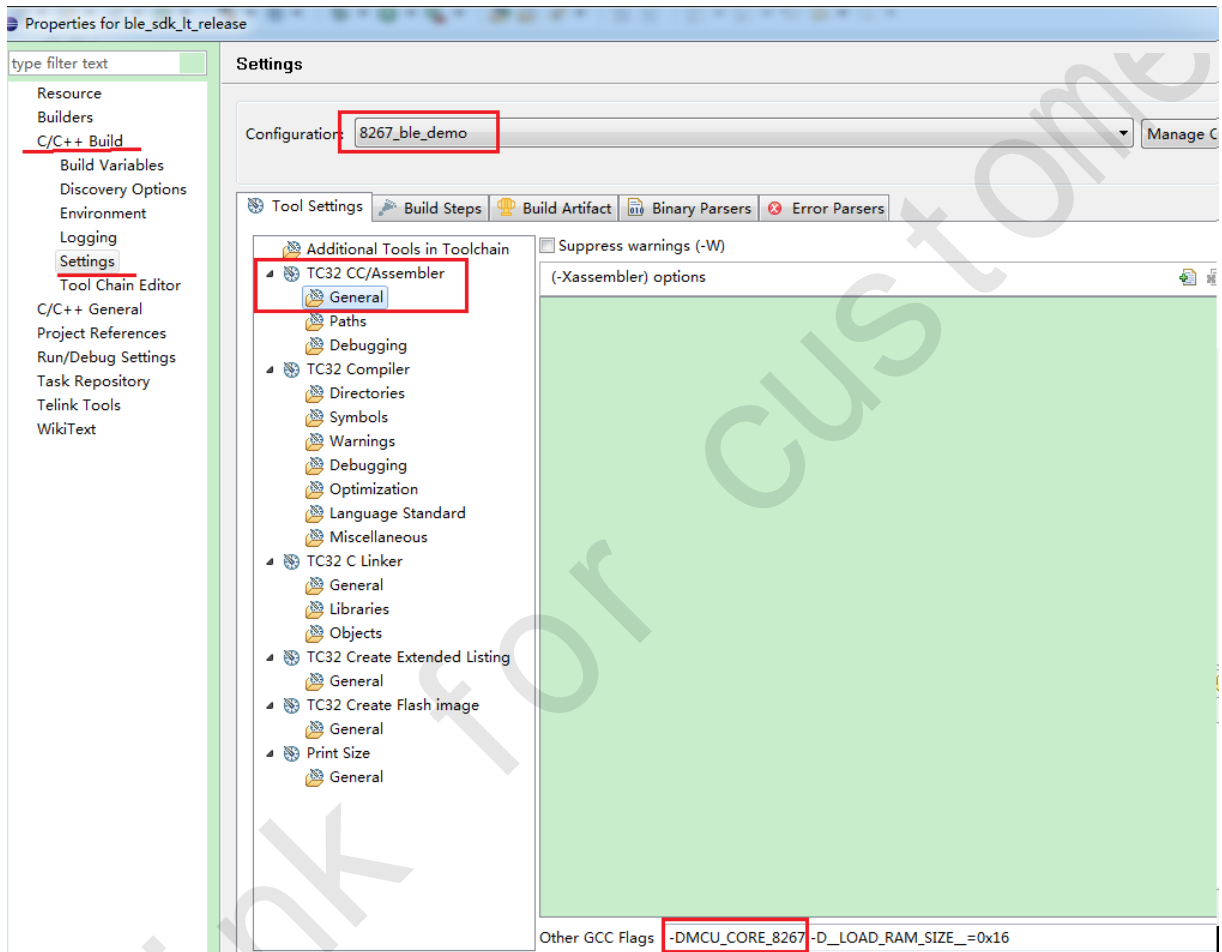 Properties for ble_sdk_lt_release
type filter text
Resource
Builders
C/C++ Build
Build Variables
Discovery Options
Environment
Logging
Settings
Tool Chain Editor
C/C++ General
Project References
Run/Debug Settings
Task Repository
Telink Tools
WikiText
Settings
Configuration: 8267_ble_demo
Manage C
Tool Settings Build Steps Build Artifact Binary Parsers Error Parsers
Additional Tools in Toolchain
TC32 CC/Assembler
General
Paths
Debugging
TC32 Compiler
Directories
Symbols
Warnings
Debugging
Optimization
Language Standard
Miscellaneous
TC32 C Linker
General
Libraries
Objects
TC32 Create Extended Listing
General
TC32 Create Flash image
General
Print Size
General
Suppress warnings (-W)
(-Xassembler) options
Other GCC Flags -DMCU_CORE_8267 -D__LOAD_RAM_SIZE__=0x16
ink for custome